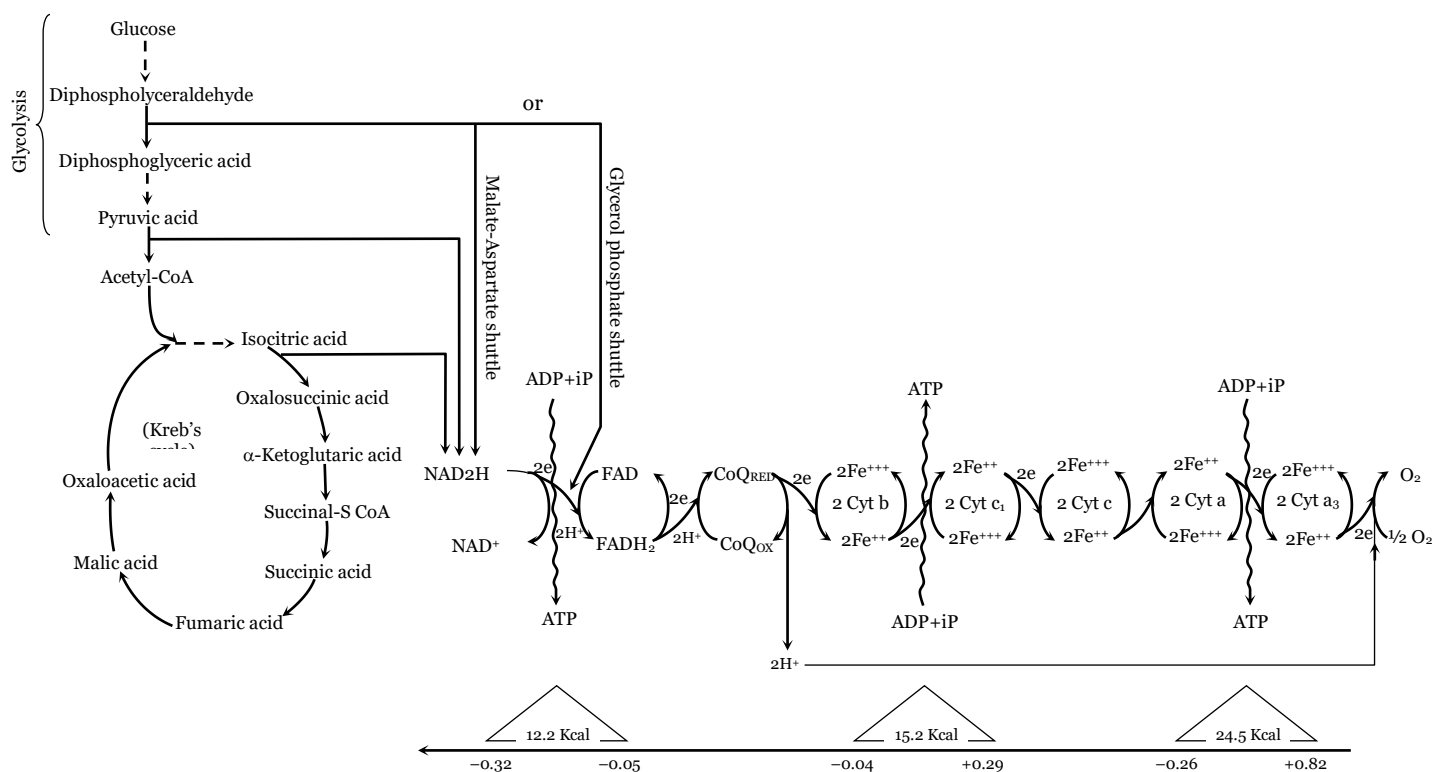 Glucose
Glycolysis
Diphospholyceraldehyde
or
Diphosphoglyceric acid
Pyruvic acid
Malate-Aspartate shuttle
Glycerol phosphate shuttle
Acetyl-CoA
Isocitric acid
Oxalosuccinic acid
(Kreb's
α-Ketoglutaric acid
Oxaloacetic acid
Succinal-S CoA
Malic acid
Succinic acid
Fumaric acid
ADP+iP ATP ADP+iP
NAD2H 2e FAD 2e CoQRED 2e 2Fe+++ 2Fe++ 2e 2Fe+++ 2Fe++ 2e 2Fe+++ O2
2 Cyt b 2 Cyt c1 2 Cyt c 2 Cyt a 2 Cyt a3
NAD+ 2H+ FADH2 2H+ CoQOX 2Fe++ 2e 2Fe+++ 2Fe++ 2Fe+++ 2Fe++ 2e ½ O2
ATP ADP+iP ATP
2H+
12.2 Kcal 15.2 Kcal 24.5 Kcal
–0.32 –0.05 –0.04 +0.29 –0.26 +0.82